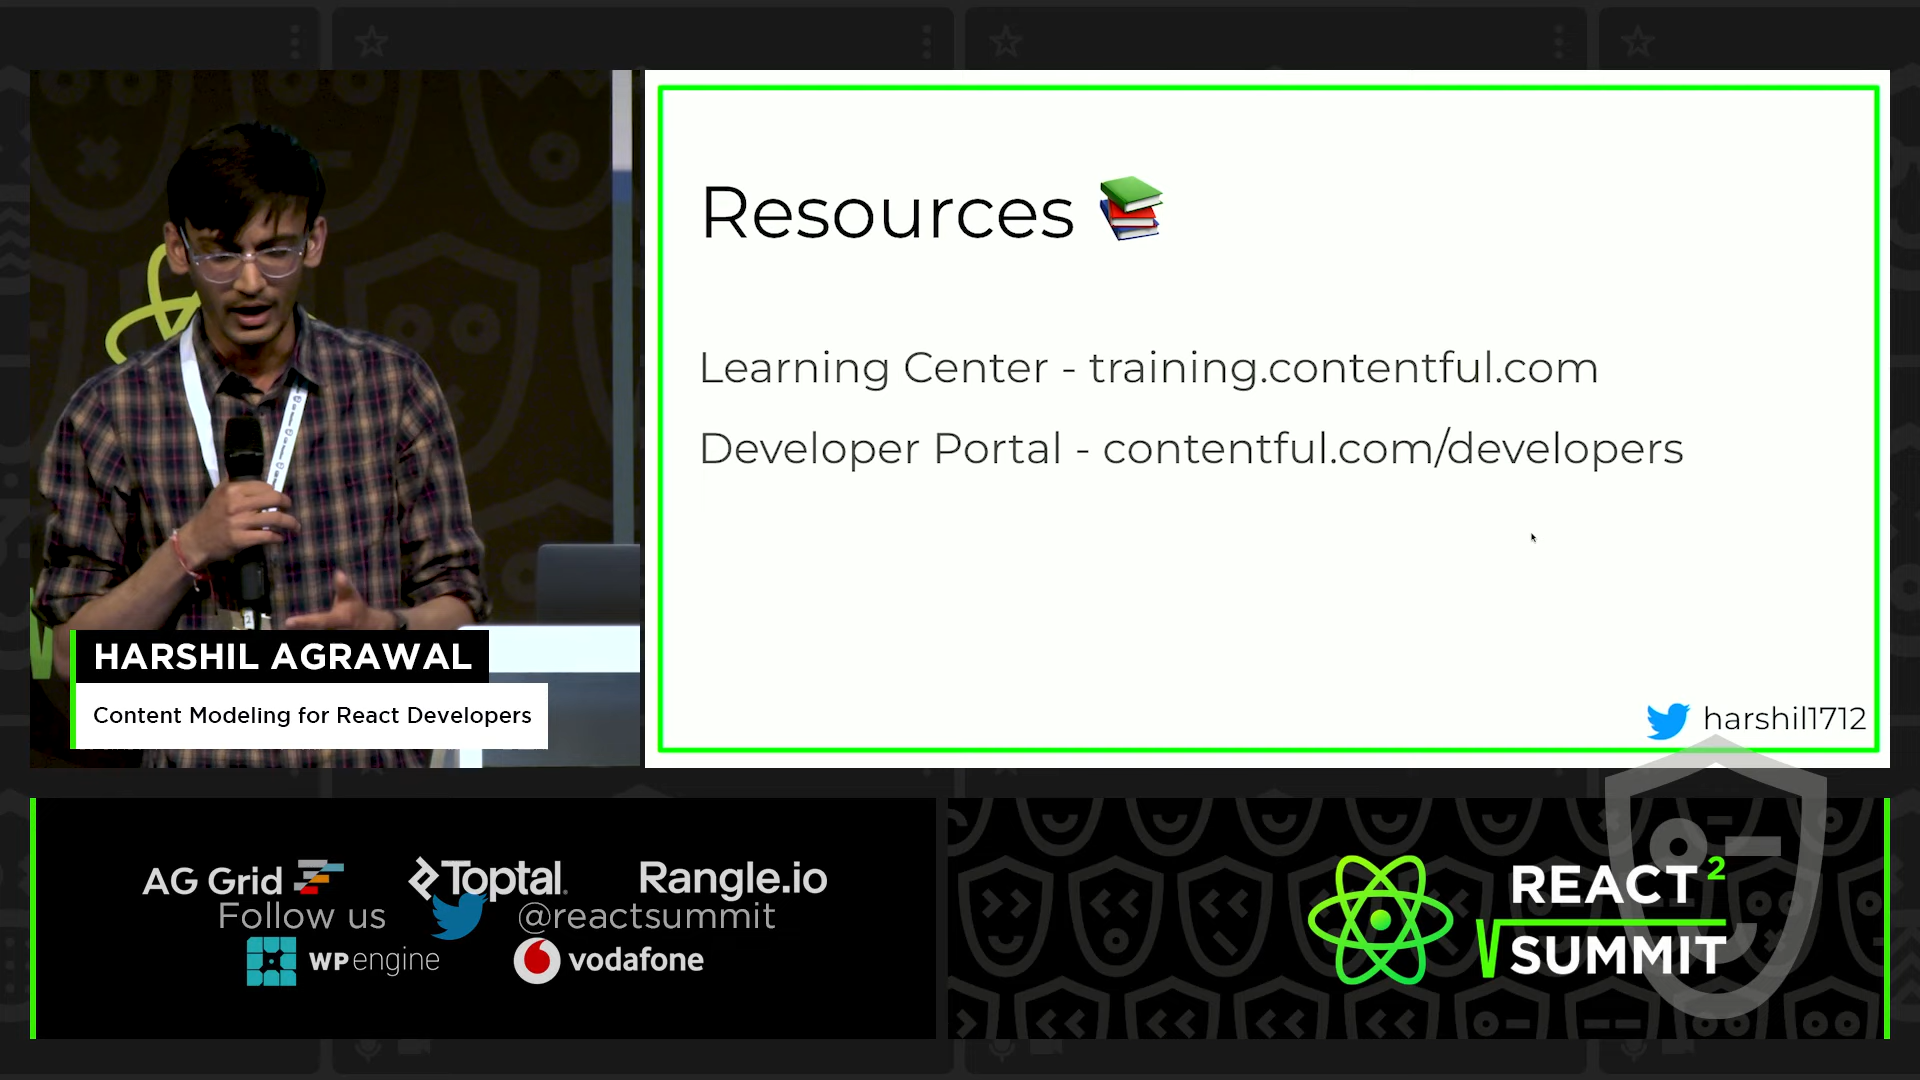 Resources
Learning Center - training.contentful.com
Developer Portal - contentful.com/developers
harshil1712
HARSHIL AGRAWAL
Content Modeling for React Developers
AG Grid
Toptal
Rangle.io
Follow us
@reactsummit
WP engine
vodafone
REACT 2
SUMMIT